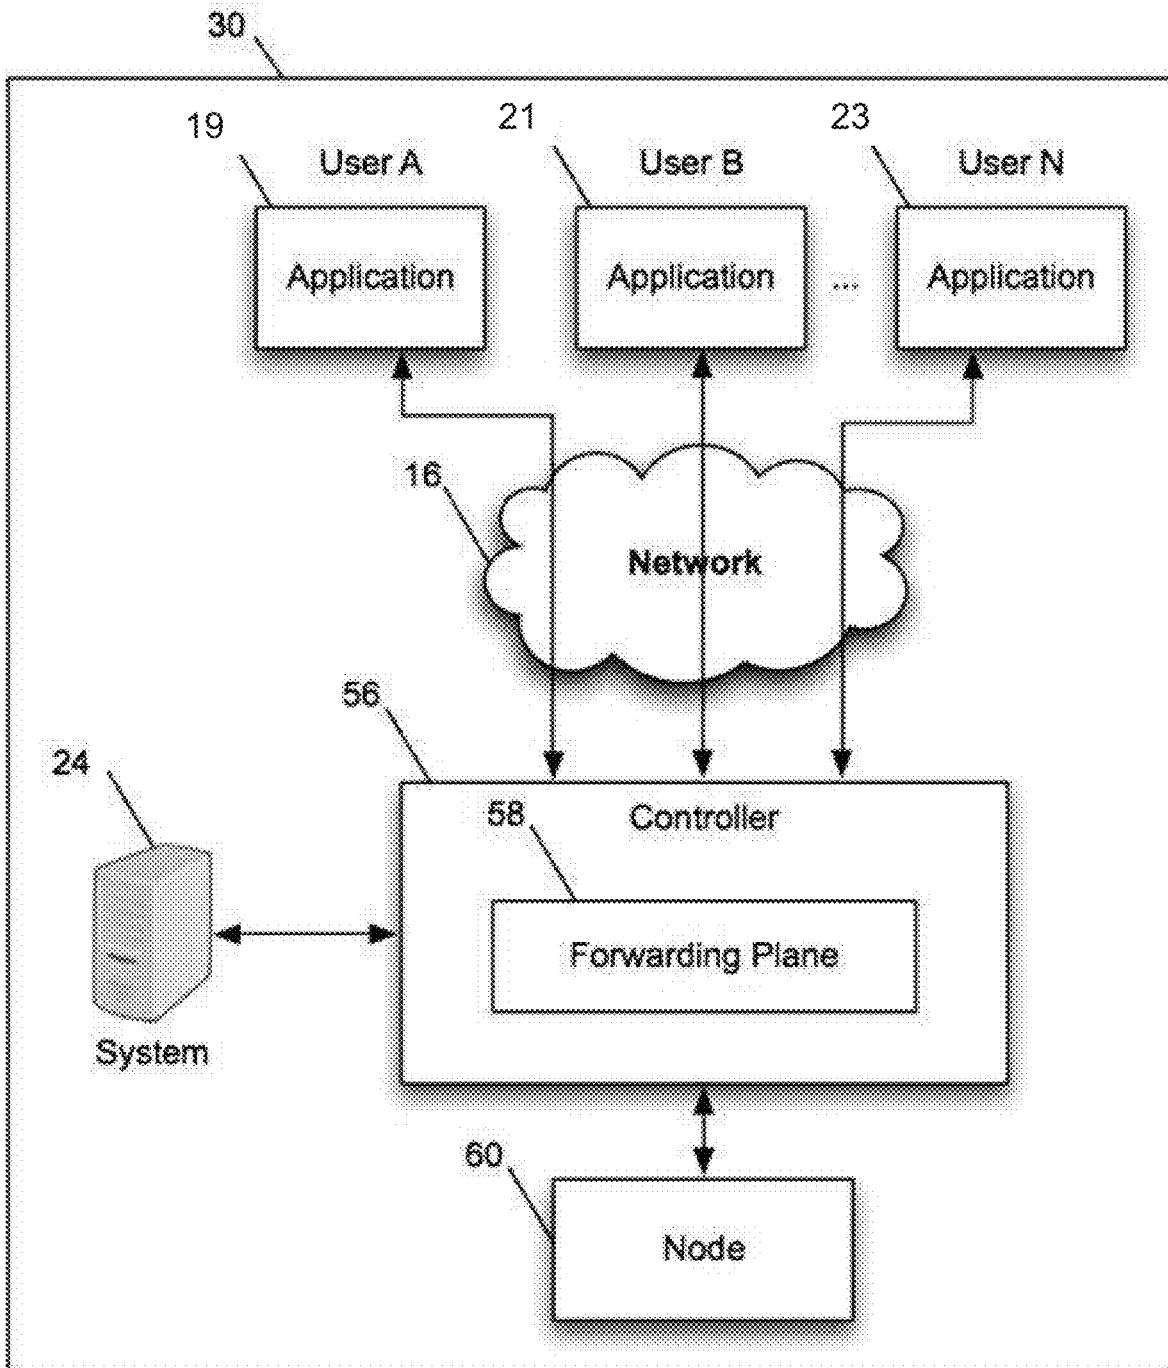 30
19
21
23
User A
User B
User N
Application
Application
...
Application
16
Network
56
24
58
Controller
Forwarding Plane
System
60
Node